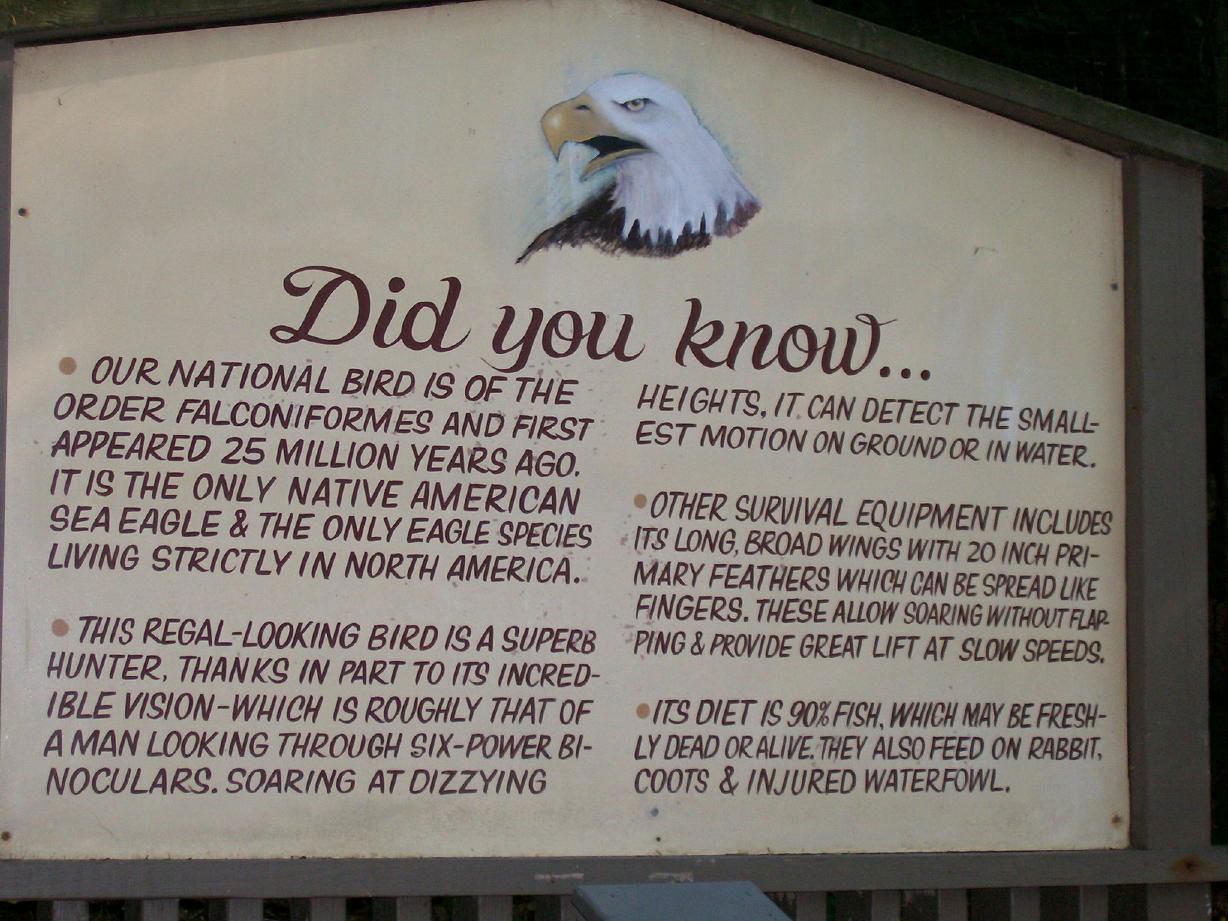 Did you know...
• OUR NATIONAL BIRD IS OF THE
ORDER FALCONIFORMES AND FIRST
APPEARED 25 MILLION YEARS AGO.
IT IS THE ONLY NATIVE AMERICAN
SEA EAGLE & THE ONLY EAGLE SPECIES
LIVING STRICTLY IN NORTH AMERICA.
• THIS REGAL-LOOKING BIRD IS A SUPERB
HUNTER, THANKS IN PART TO ITS INCRED-
IBLE VISION-WHICH IS ROUGHLY THAT OF
A MAN LOOKING THROUGH SIX-POWER BI-
NOCULARS. SOARING AT DIZZYING
HEIGHTS, IT CAN DETECT THE SMALL-
EST MOTION ON GROUND OR IN WATER.
• OTHER SURVIVAL EQUIPMENT INCLUDES
ITS LONG, BROAD WINGS WITH 20 INCH PRI-
MARY FEATHERS WHICH CAN BE SPREAD LIKE
FINGERS. THESE ALLOW SOARING WITHOUT FLAP-
PING & PROVIDE GREAT LIFT AT SLOW SPEEDS.
• ITS DIET IS 90% FISH, WHICH MAY BE FRESH-
LY DEAD OR ALIVE. THEY ALSO FEED ON RABBIT,
COOTS & INJURED WATERFOWL.